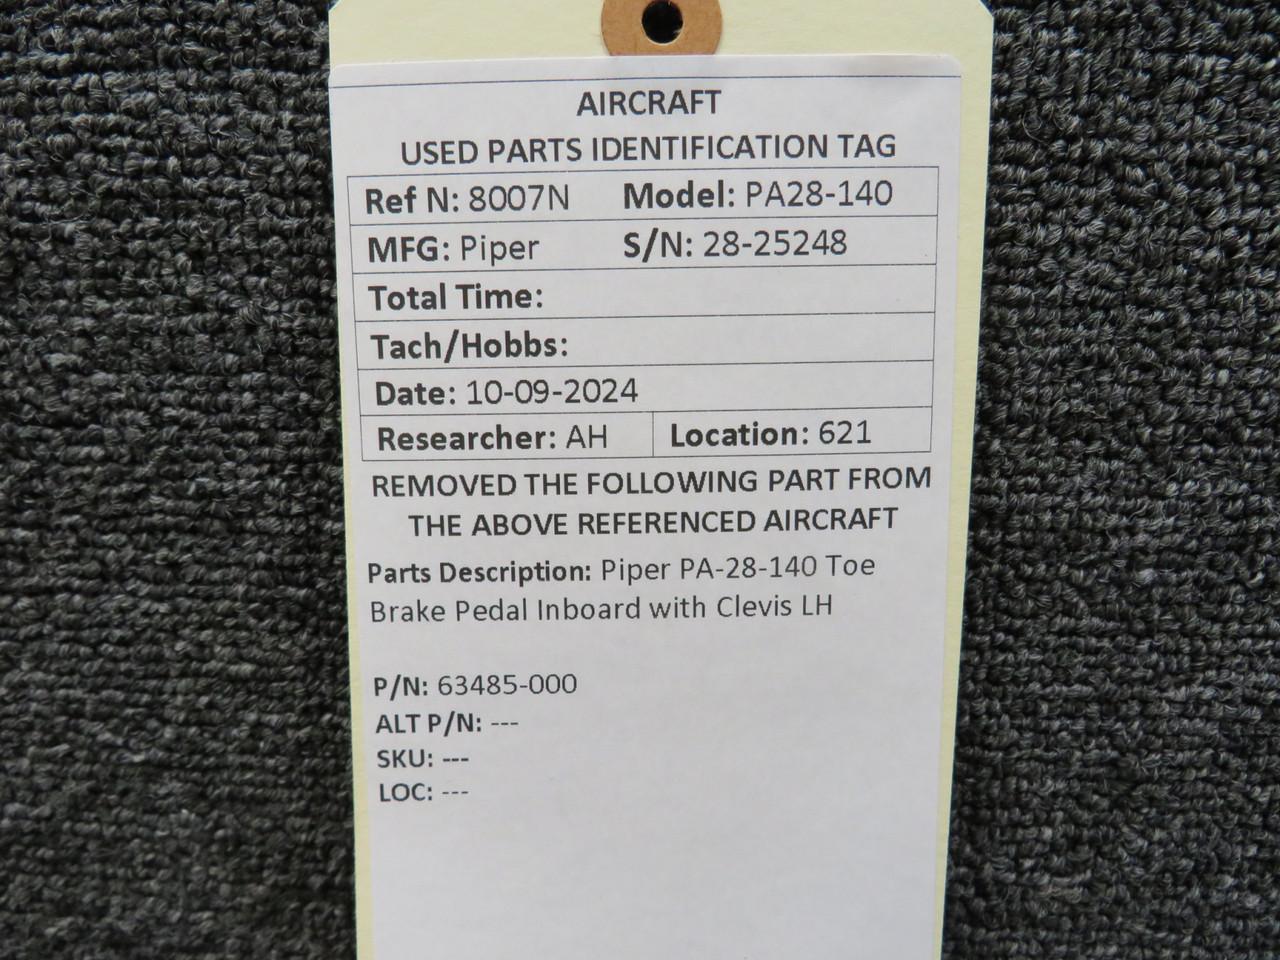 AIRCRAFT
USED PARTS IDENTIFICATION TAG
Ref N: 8007N Model: PA28-140
MFG: Piper S/N: 28-25248
Total Time:
Tach/Hobbs:
Date: 10-09-2024
Researcher: AH Location: 621
REMOVED THE FOLLOWING PART FROM
THE ABOVE REFERENCED AIRCRAFT
Parts Description: Piper PA-28-140 Toe
Brake Pedal Inboard with Clevis LH
P/N: 63485-000
ALT P/N: ---
SKU: ---
LOC: ---